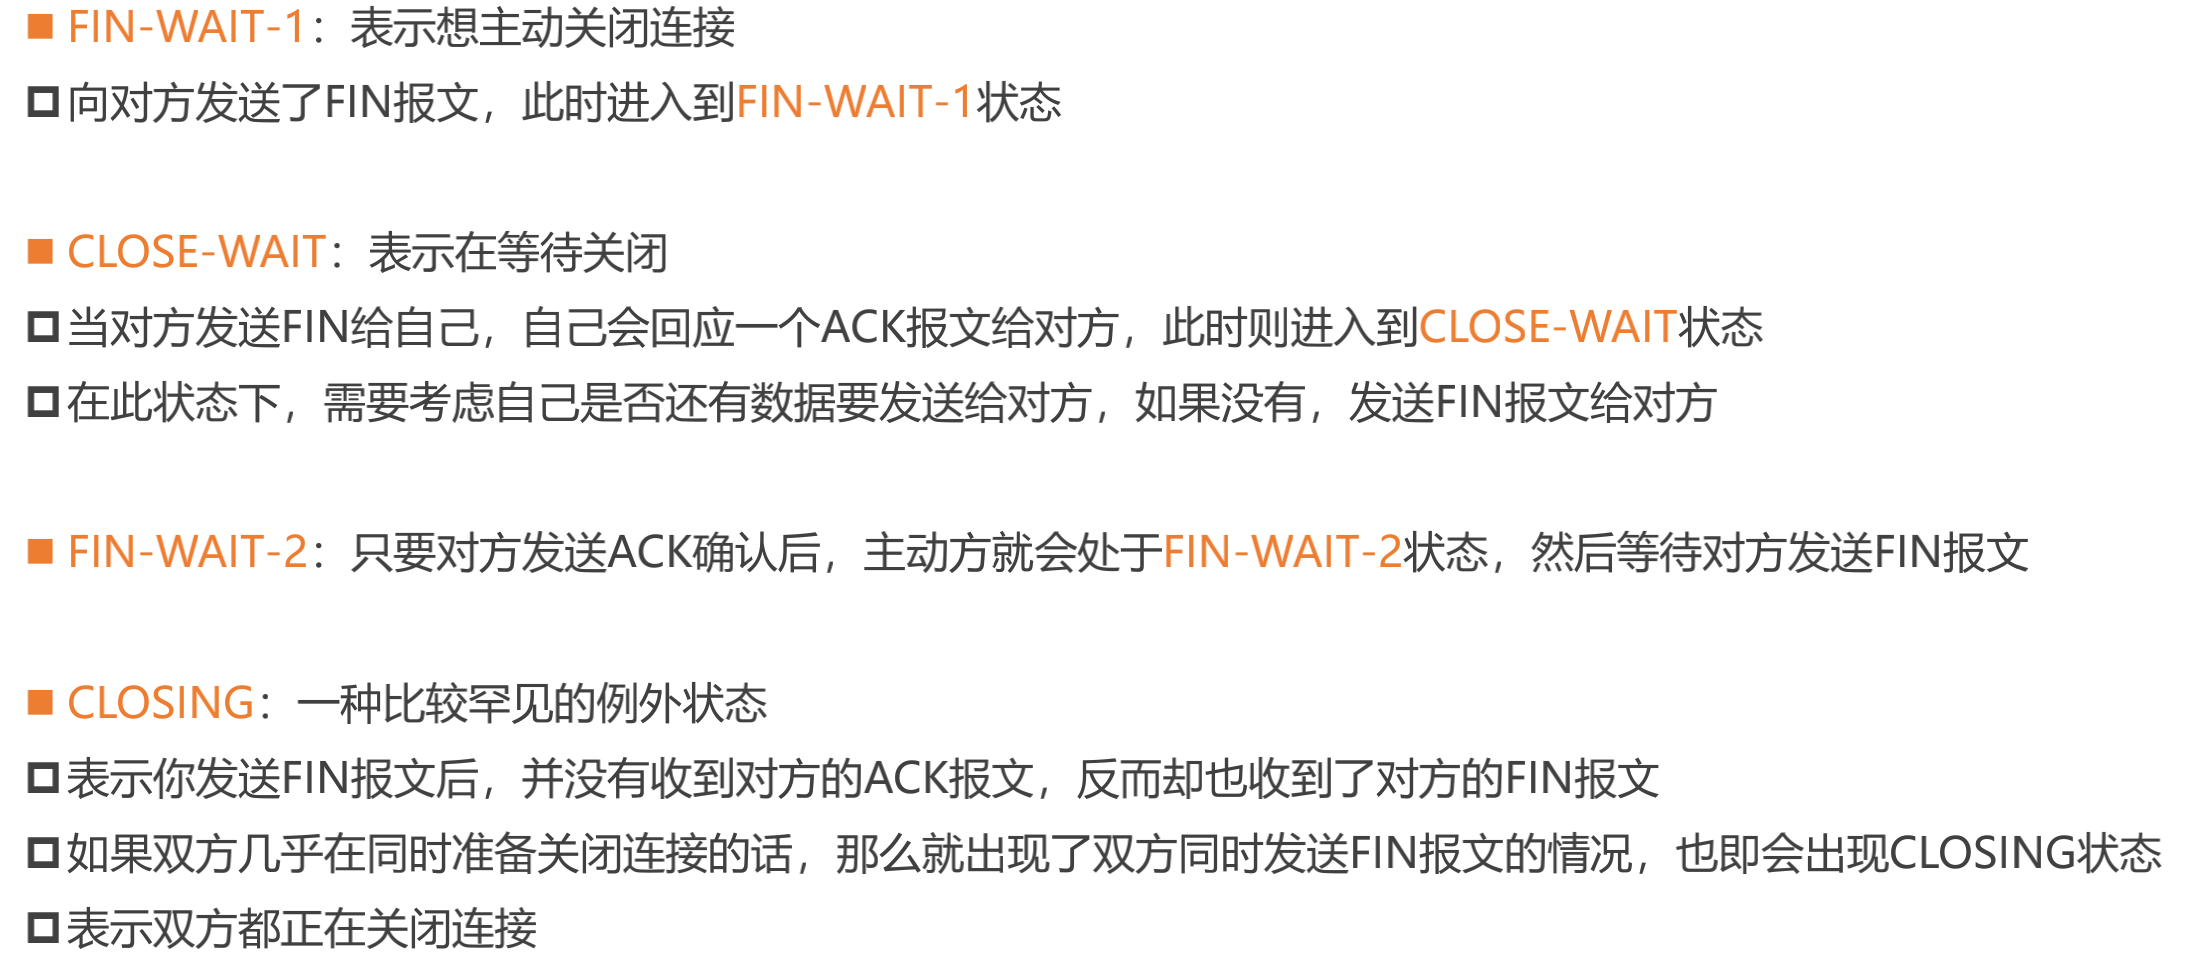 FIN-WAIT-1：表示想主动关闭连接
向对方发送了FIN报文，此时进入到FIN-WAIT-1状态
CLOSE-WAIT：表示在等待关闭
当对方发送FIN给自己，自己会回应一个ACK报文给对方，此时则进入到CLOSE-WAIT状态
在此状态下，需要考虑自己是否还有数据要发送给对方，如果没有，发送FIN报文给对方
FIN-WAIT-2：只要对方发送ACK确认后，主动方就会处于FIN-WAIT-2状态，然后等待对方发送FIN报文
CLOSING：一种比较罕见的例外状态
表示你发送FIN报文后，并没有收到对方的ACK报文，反而却也收到了对方的FIN报文
如果双方几乎在同时准备关闭连接的话，那么就出现了双方同时发送FIN报文的情况，也即会出现CLOSING状态
表示双方都正在关闭连接